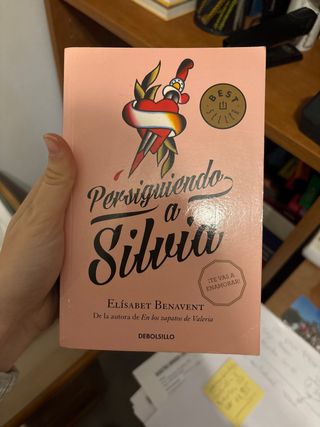 BEST
SELLER
Persiguiendo
a
Silvia
¡TE VAS A
ENAMORAR!
ELÍSABET BENAVENT
De la autora de En los zapatos de Valeria
DEBOLSILLO